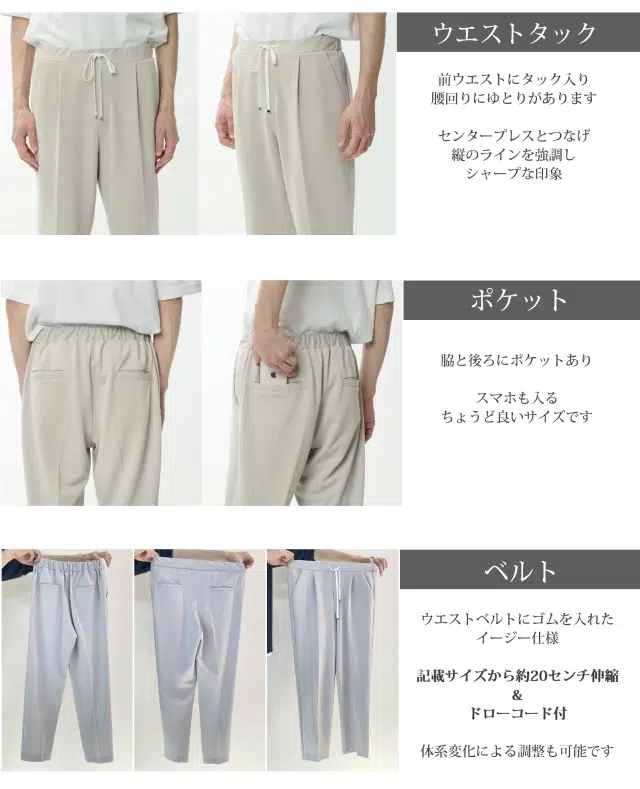 ウエストタック
前ウエストにタック入り
腰回りにゆとりがあります
センタープレスとつなげ
縦のラインを強調し
シャープな印象
ポケット
脇と後ろにポケットあり
スマホも入る
ちょうど良いサイズです
ベルト
ウエストベルトにゴムを入れた
イージー仕様
記載サイズから約20センチ伸縮
&
ドローコード付
体系変化による調整も可能です